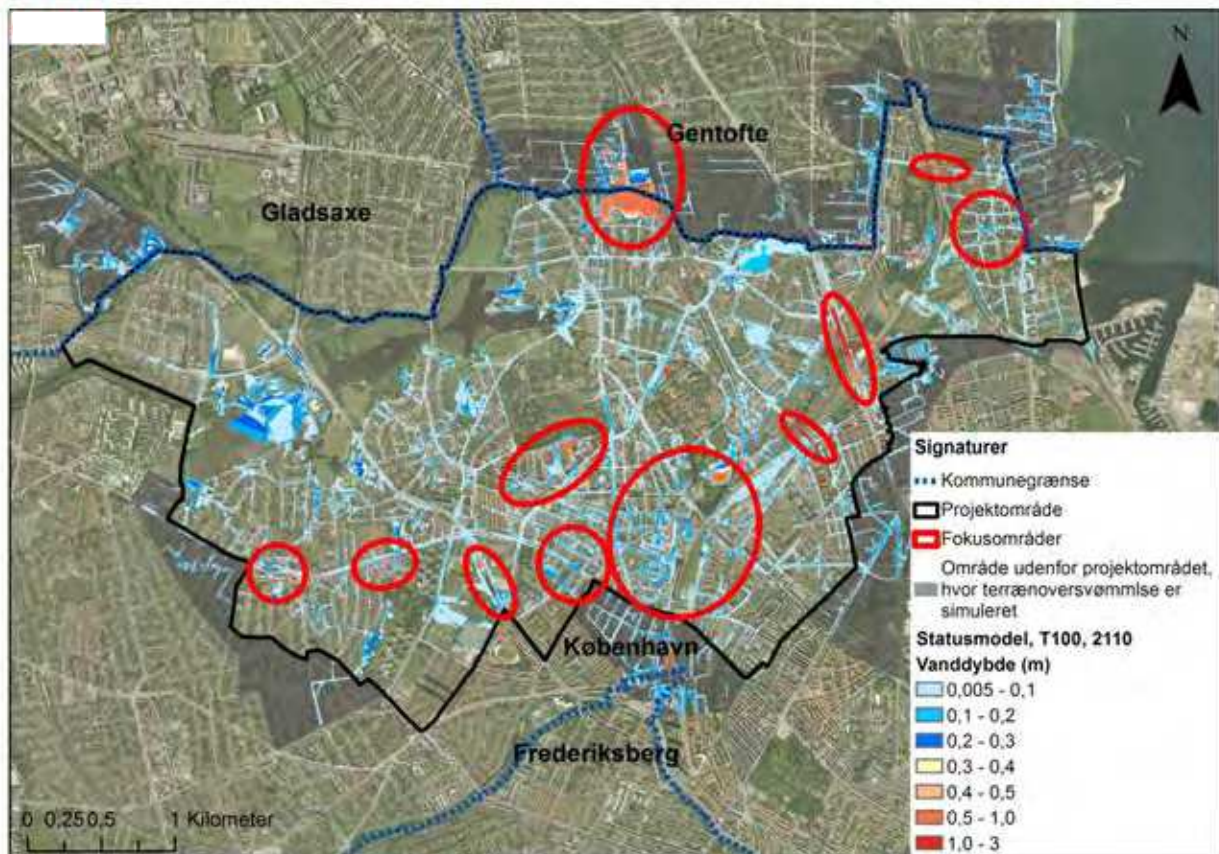 N
Gentofte
Gladsaxe
København
Frederiksberg
0 0,25 0,5 1 Kilometer
Signaturer
Kommunegrænse
Projektområde
Fokusområder
Område udenfor projektområdet,
hvor terrænoversvømmlse er
simuleret
Statusmodel, T100, 2110
Vanddybde (m)
0,005 - 0,1
0,1 - 0,2
0,2 - 0,3
0,3 - 0,4
0,4 - 0,5
0,5 - 1,0
1,0 - 3